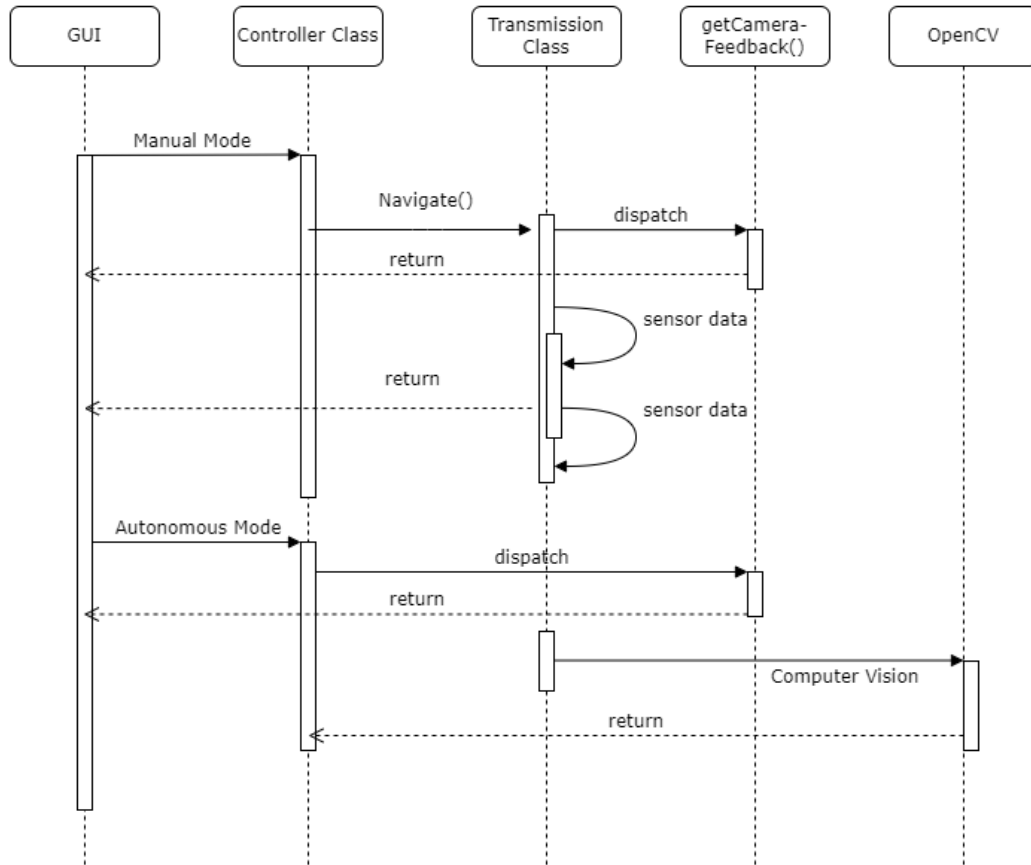 GUI
Controller Class
Transmission
Class
getCamera-
Feedback()
OpenCV
Manual Mode
Navigate()
dispatch
return
sensor data
return
sensor data
Autonomous Mode
dispatch
return
Computer Vision
return